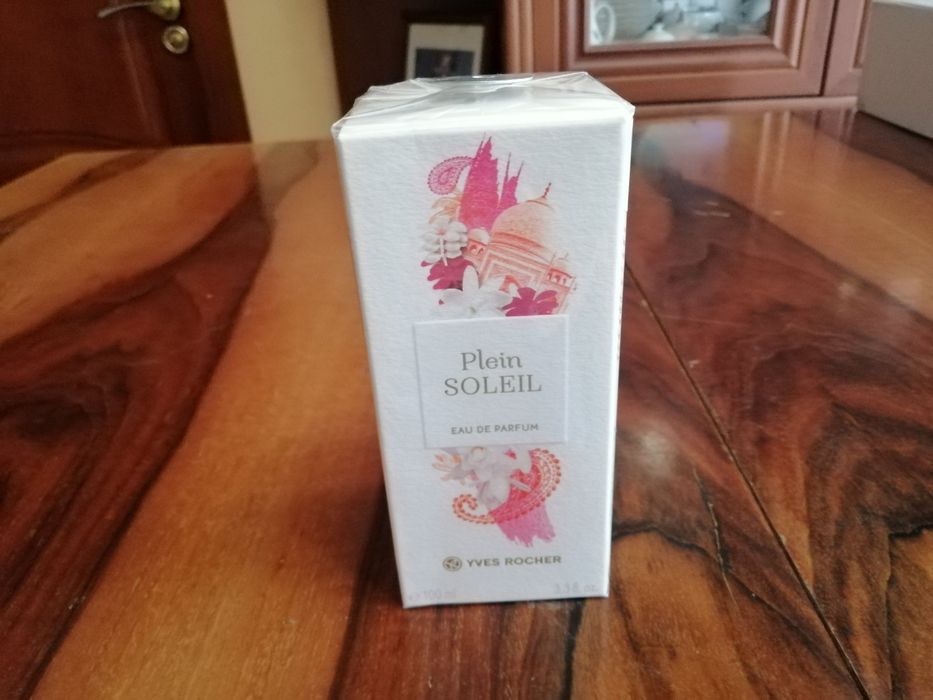 Plein
SOLEIL
EAU DE PARFUM
YVES ROCHER
100 ml 3.3 fl. oz